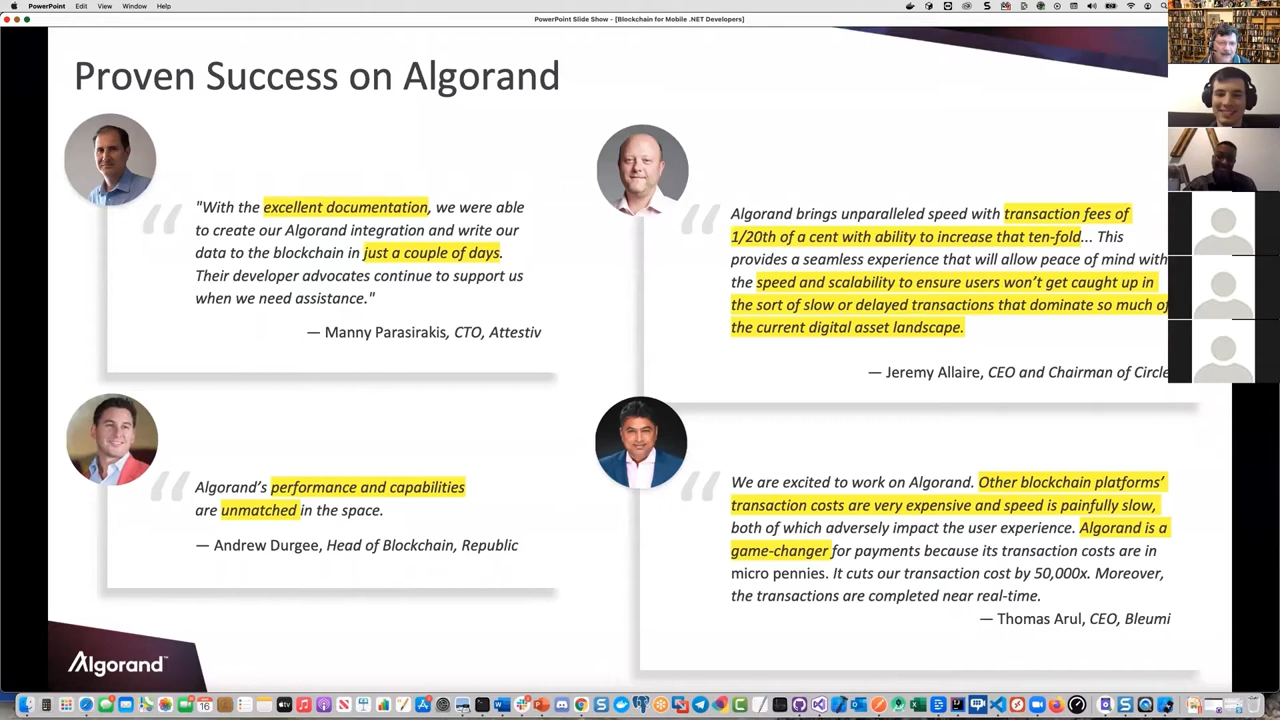 PowerPoint Edit View Window Help
PowerPoint Slide Show - [Blockchain for Mobile .NET Developers]
Proven Success on Algorand
"With the excellent documentation, we were able
to create our Algorand integration and write our
data to the blockchain in just a couple of days.
Their developer advocates continue to support us
when we need assistance."
— Manny Parasirakis, CTO, Attestiv
Algorand brings unparalleled speed with transaction fees of
1/20th of a cent with ability to increase that ten-fold... This
provides a seamless experience that will allow peace of mind with
the speed and scalability to ensure users won't get caught up in
the sort of slow or delayed transactions that dominate so much of
the current digital asset landscape.
— Jeremy Allaire, CEO and Chairman of Circle
Algorand's performance and capabilities
are unmatched in the space.
— Andrew Durgee, Head of Blockchain, Republic
We are excited to work on Algorand. Other blockchain platforms'
transaction costs are very expensive and speed is painfully slow,
both of which adversely impact the user experience. Algorand is a
game-changer for payments because its transaction costs are in
micro pennies. It cuts our transaction cost by 50,000x. Moreover,
the transactions are completed near real-time.
— Thomas Arul, CEO, Bleumi
Algorand™
16